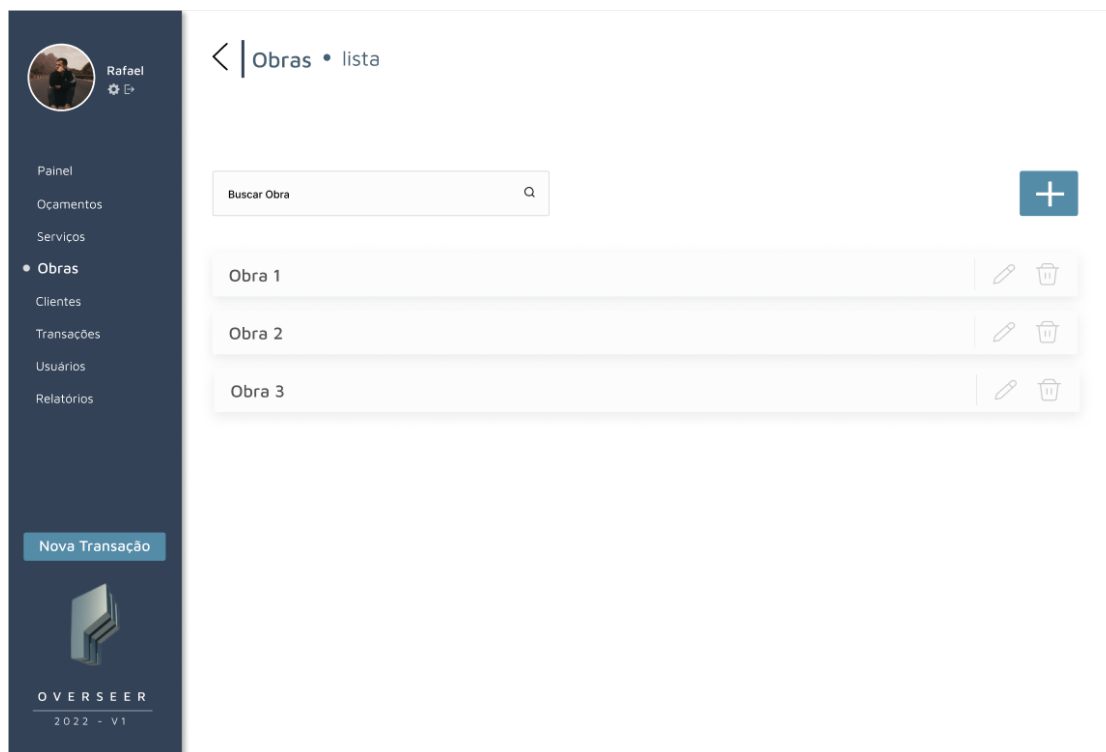 Rafael
Painel
Oçamentos
Serviços
Obras
Clientes
Transações
Usuários
Relatórios
Nova Transação
OVERSEER
2022 - V1
Obras • lista
Buscar Obra
Obra 1
Obra 2
Obra 3